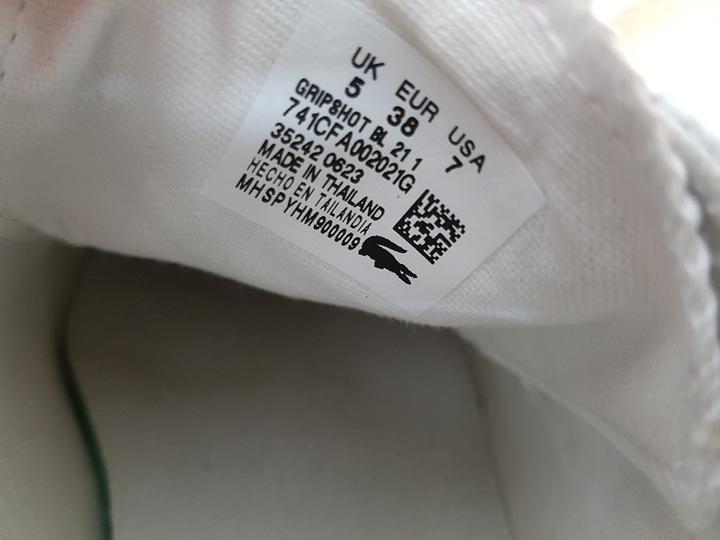 UK EUR USA
5 38 7
GRIPSHOT BL 21 1
741CFA002021G
35242 0623
MADE IN THAILAND
HECHO EN TAILANDIA
MHSPYHM900009